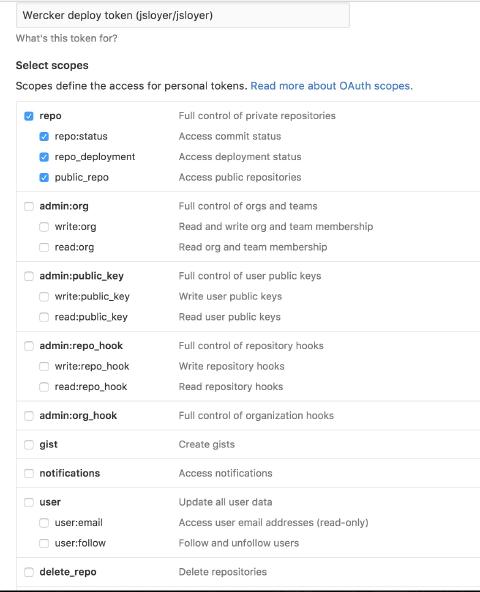 Wercker deploy token (jsloyer/jsloyer)
What's this token for?
Select scopes
Scopes define the access for personal tokens. Read more about OAuth scopes.
repo Full control of private repositories
repo:status Access commit status
repo_deployment Access deployment status
public_repo Access public repositories
admin:org Full control of orgs and teams
write:org Read and write org and team membership
read:org Read org and team membership
admin:public_key Full control of user public keys
write:public_key Write user public keys
read:public_key Read user public keys
admin:repo_hook Full control of repository hooks
write:repo_hook Write repository hooks
read:repo_hook Read repository hooks
admin:org_hook Full control of organization hooks
gist Create gists
notifications Access notifications
user Update all user data
user:email Access user email addresses (read-only)
user:follow Follow and unfollow users
delete_repo Delete repositories